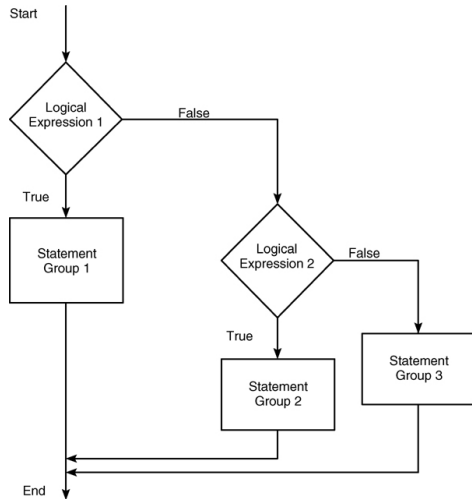 Start
Logical
Expression 1
False
True
Statement
Group 1
Logical
Expression 2
False
True
Statement
Group 2
Statement
Group 3
End